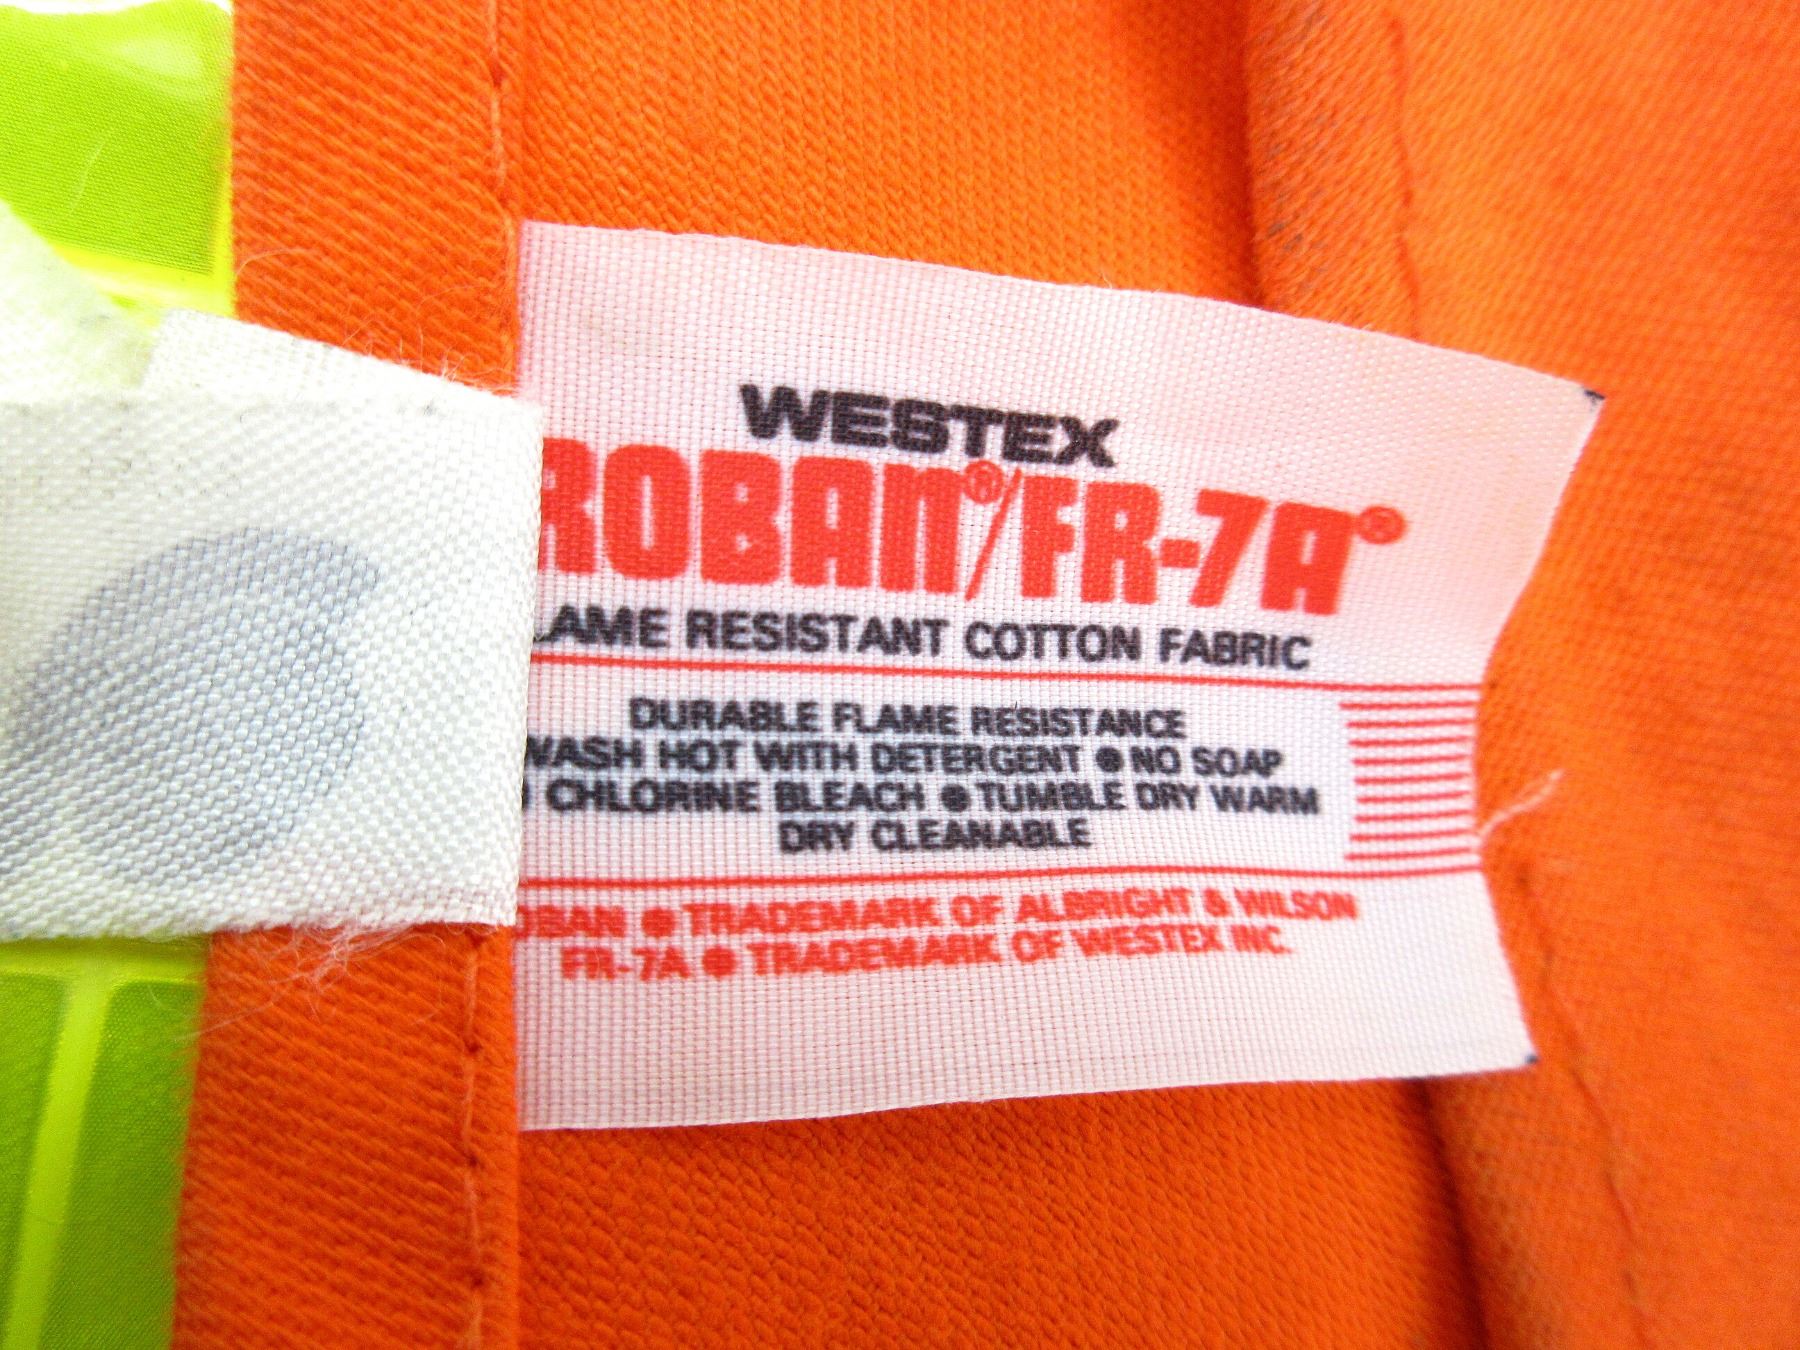 WESTEX
ROBAN®/FR-7A®
LAME RESISTANT COTTON FABRIC
DURABLE FLAME RESISTANCE
WASH HOT WITH DETERGENT ● NO SOAP
CHLORINE BLEACH ● TUMBLE DRY WARM
DRY CLEANABLE
OBAN ● TRADEMARK OF ALBRIGHT & WILSON
FR-7A ● TRADEMARK OF WESTEX INC.